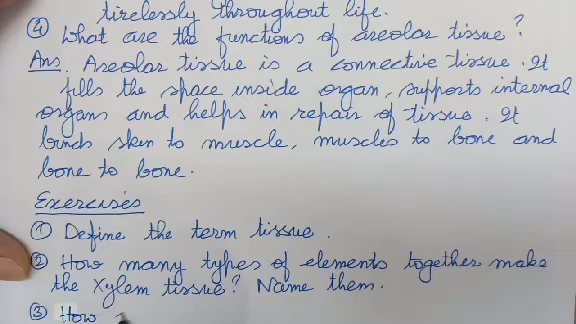 tirelessly throughout life.
④ What are the functions of areolar tissue?
Ans. Areolar tissue is a connective tissue. It
fills the space inside organ, supports internal
organs and helps in repair of tissue. It
binds skin to muscle, muscles to bone and
bone to bone.
Exercises
① Define the term tissue.
② How many types of elements together make
the Xylem tissue? Name them.
③ How